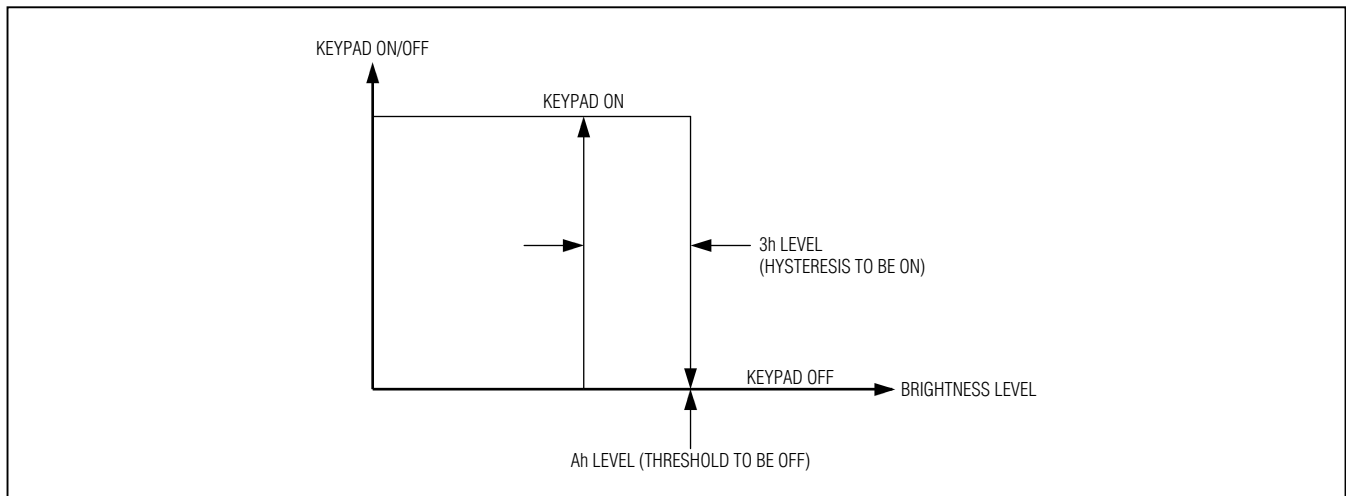 KEYPAD ON/OFF
KEYPAD ON
3h LEVEL
(HYSTERESIS TO BE ON)
KEYPAD OFF
BRIGHTNESS LEVEL
Ah LEVEL (THRESHOLD TO BE OFF)